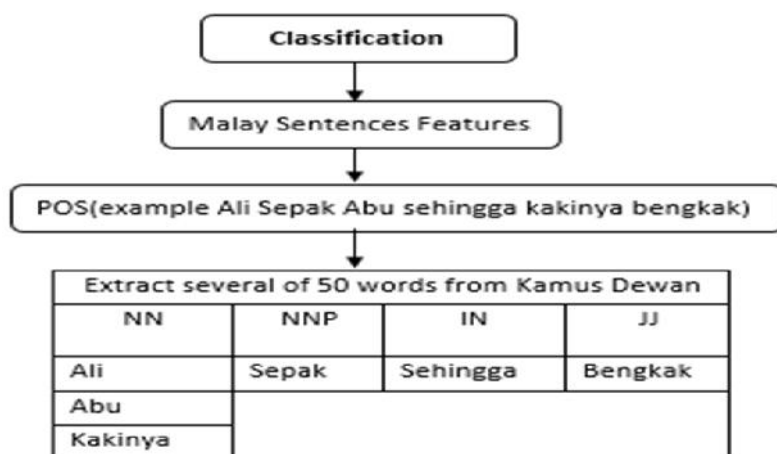 Classification
Malay Sentences Features
POS(example Ali Sepak Abu sehingga kakinya bengkak)
Extract several of 50 words from Kamus Dewan
NN NNP IN JJ
Ali Sepak Sehingga Bengkak
Abu
Kakinya